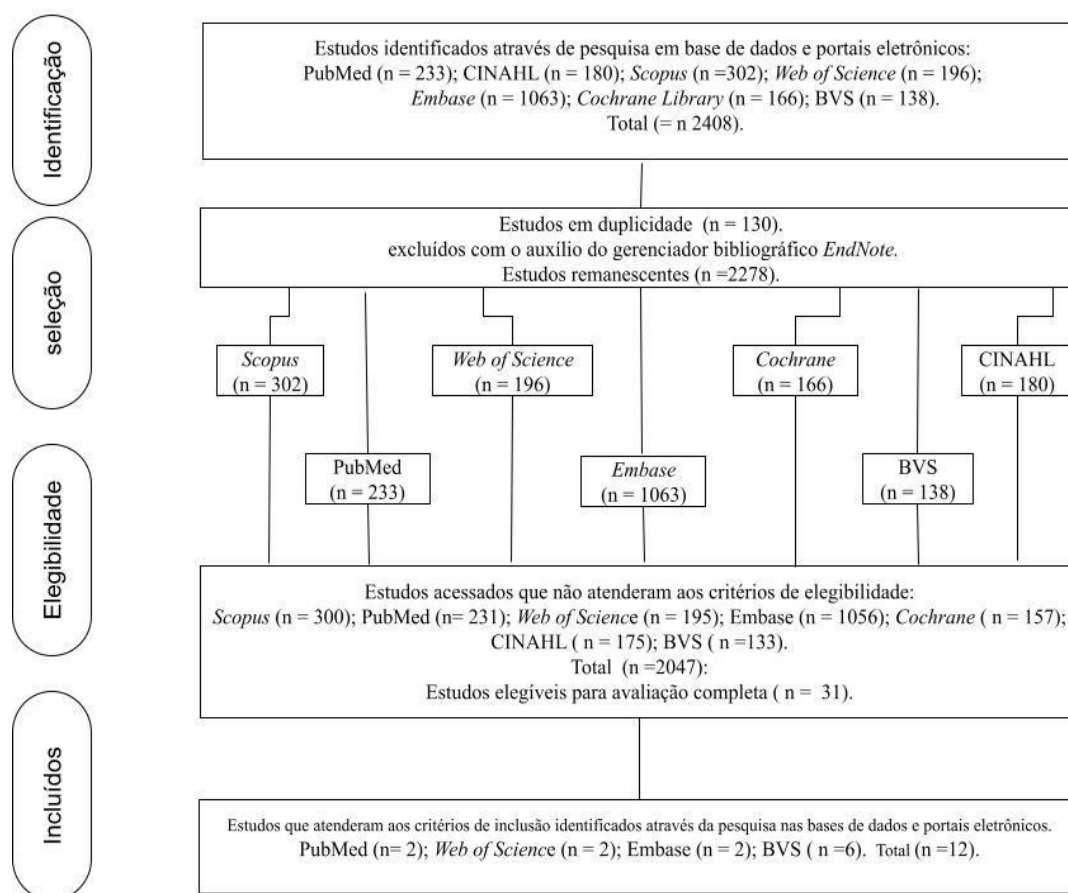 Identificação
Estudos identificados através de pesquisa em base de dados e portais eletrônicos:
PubMed (n = 233); CINAHL (n = 180); Scopus (n =302); Web of Science (n = 196);
Embase (n = 1063); Cochrane Library (n = 166); BVS (n = 138).
Total (= n 2408).
seleção
Estudos em duplicidade (n = 130).
excluídos com o auxílio do gerenciador bibliográfico EndNote.
Estudos remanescentes (n =2278).
Scopus
(n = 302)
Web of Science
(n = 196)
Cochrane
(n = 166)
CINAHL
(n = 180)
Elegibilidade
PubMed
(n = 233)
Embase
(n = 1063)
BVS
(n = 138)
Estudos acessados que não atenderam aos critérios de elegibilidade:
Scopus (n = 300); PubMed (n= 231); Web of Science (n = 195); Embase (n = 1056); Cochrane ( n = 157);
CINAHL ( n = 175); BVS ( n =133).
Total (n =2047):
Estudos elegíveis para avaliação completa ( n = 31).
Incluídos
Estudos que atenderam aos critérios de inclusão identificados através da pesquisa nas bases de dados e portais eletrônicos.
PubMed (n= 2); Web of Science (n = 2); Embase (n = 2); BVS ( n =6). Total (n =12).